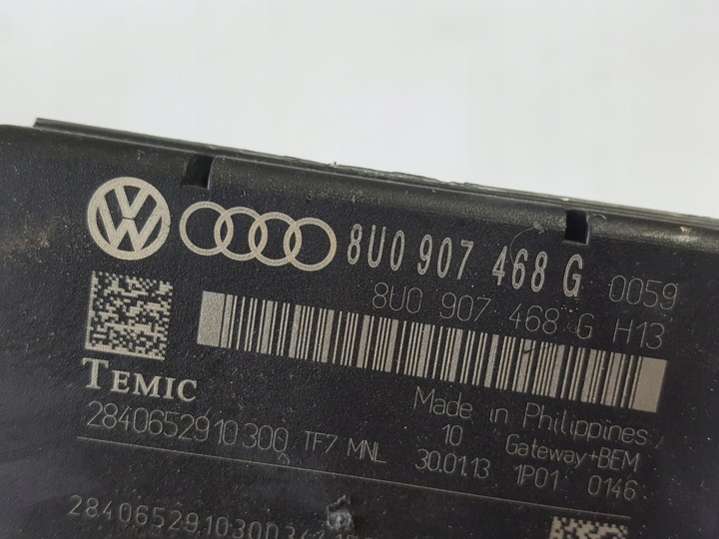 8U0 907 468 G 0059
8U0 907 468 G H13
TEMIC
Made in Philippines
2840652910300 TF7 MNL 10 Gateway+BEM
30.01.13 1P01 0146
28406529103003